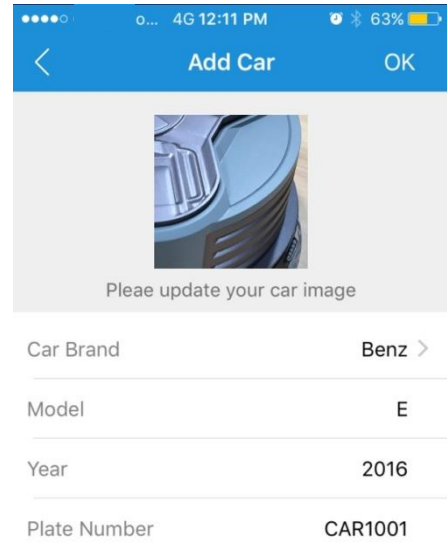 o... 4G 12:11 PM 63%
Add Car OK
Pleae update your car image
Car Brand Benz
Model E
Year 2016
Plate Number CAR1001